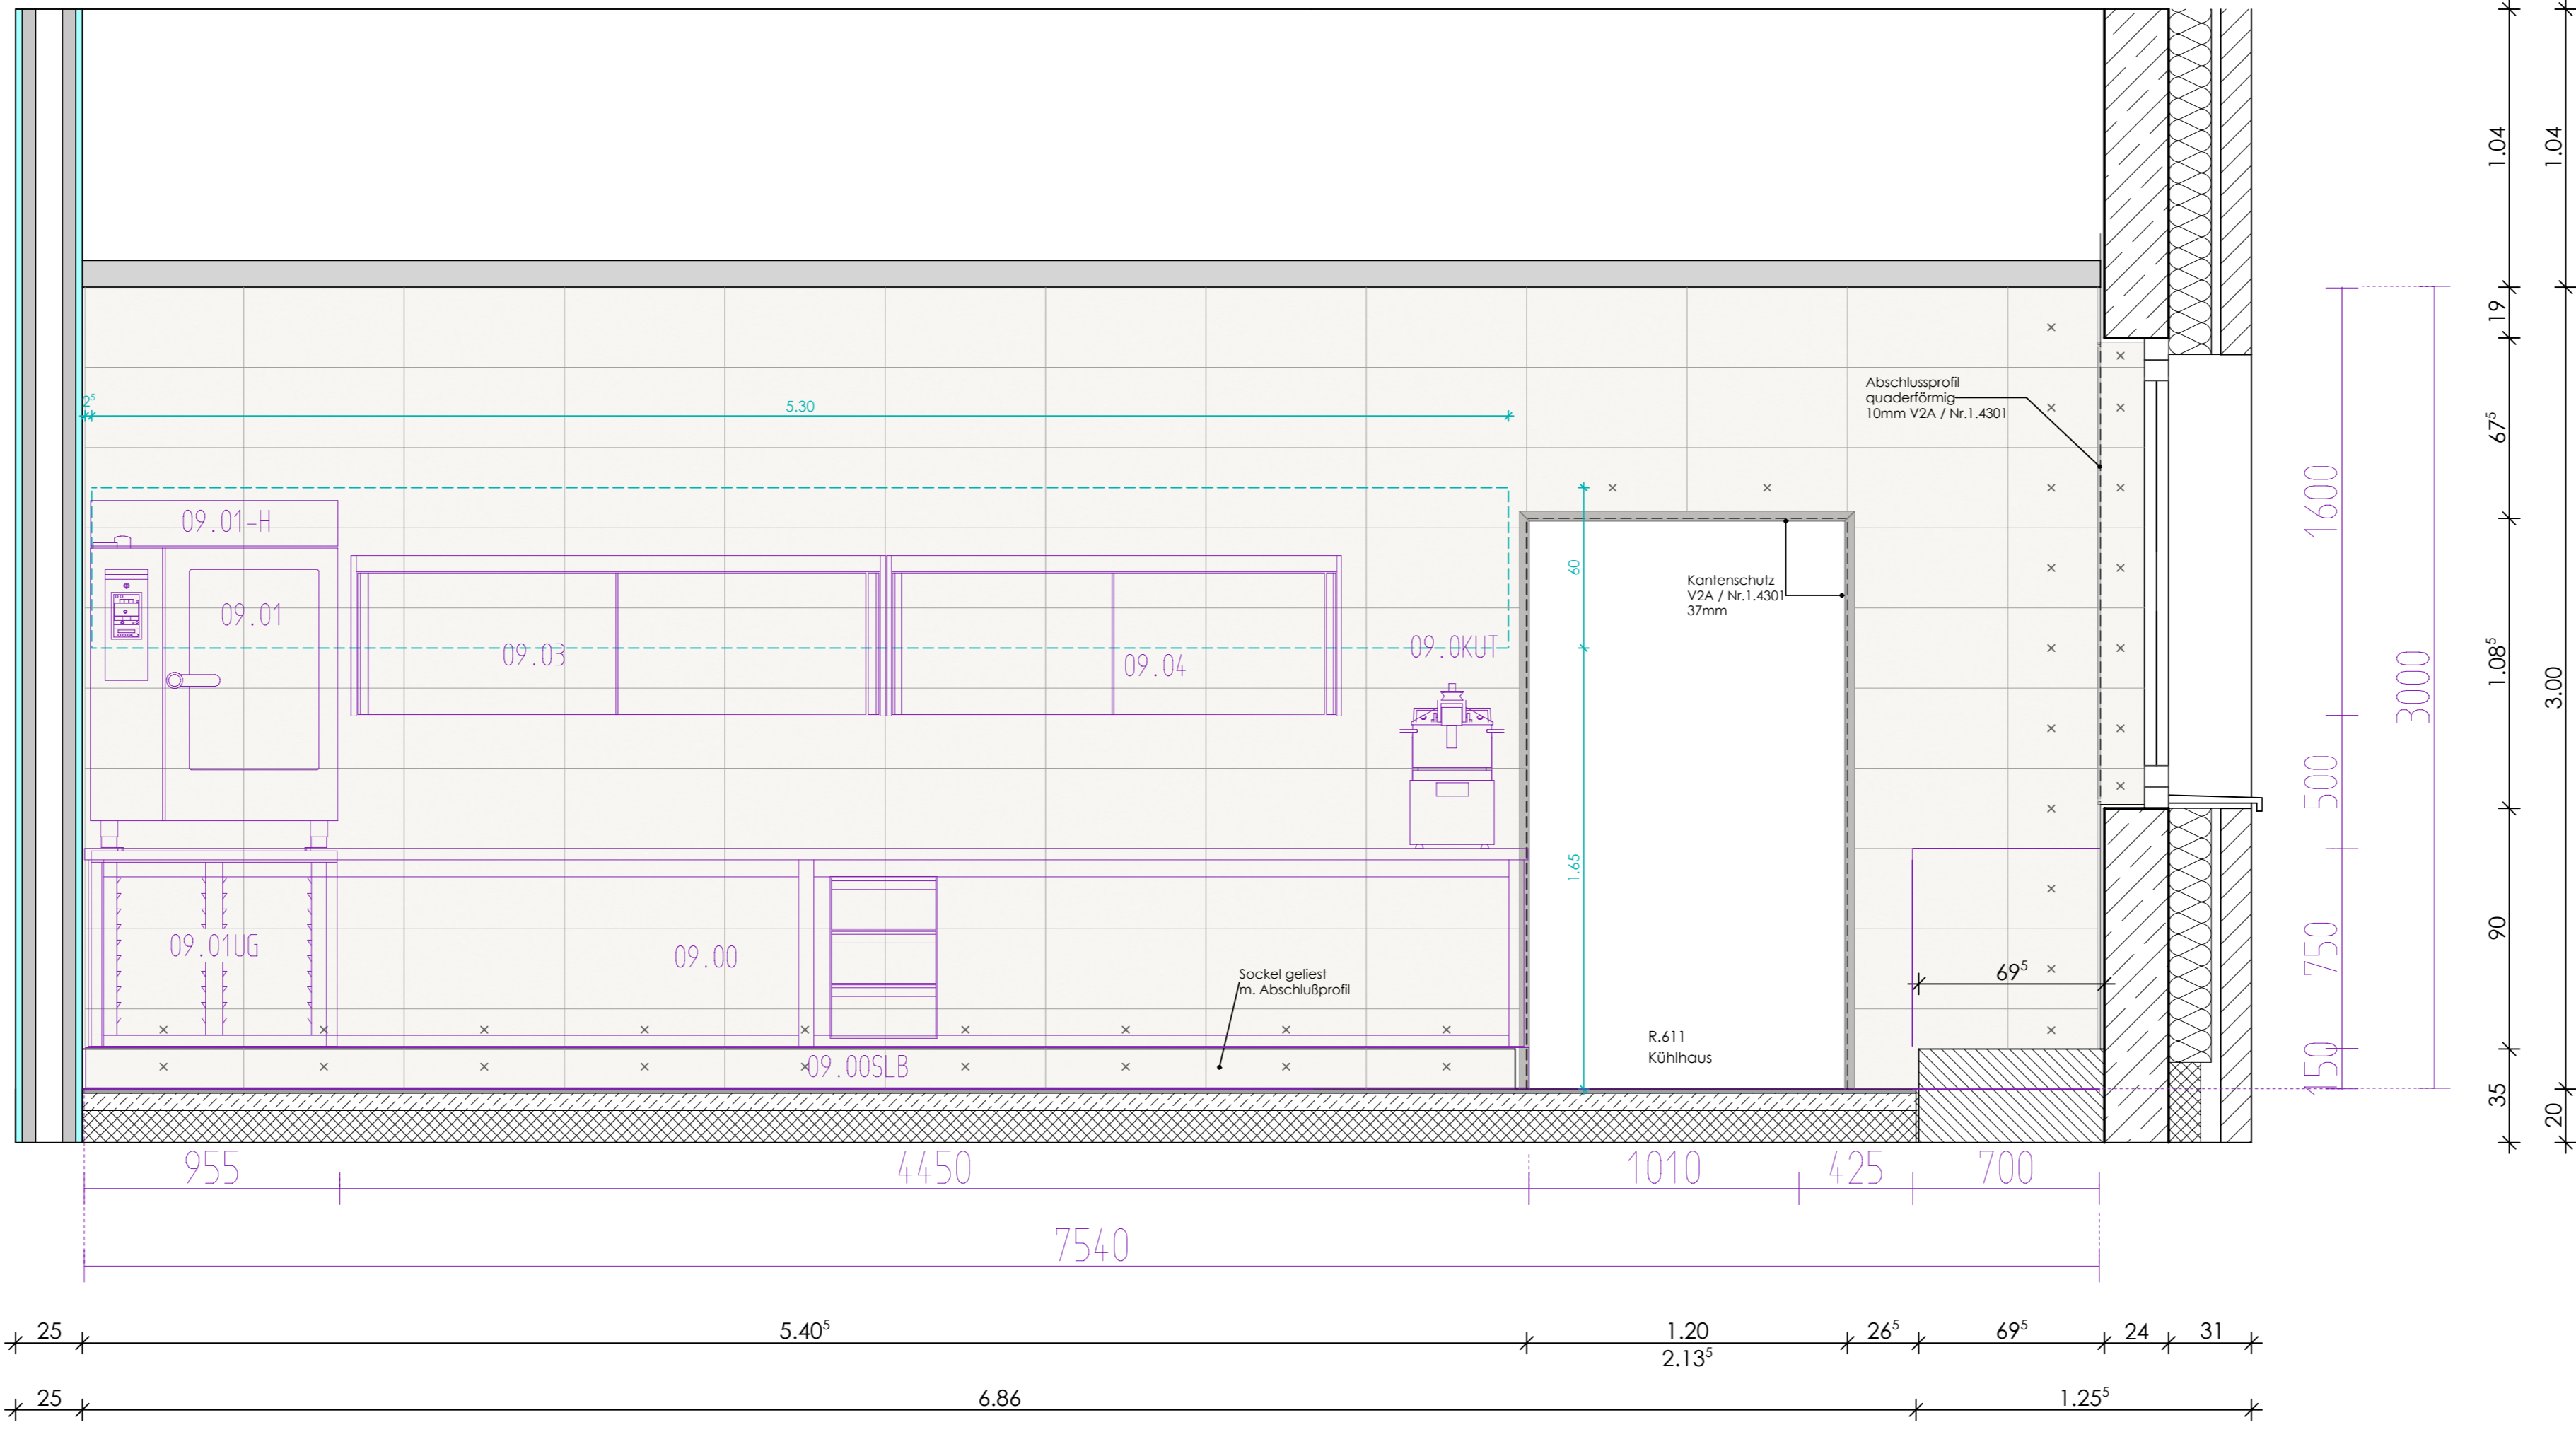 1.04
1.04
19
Abschlussprofil
quaderförmig
10mm V2A / Nr.1.4301
2⁵
5.30
67⁵
1600
09.01-H
60
Kantenschutz
V2A / Nr.1.4301
37mm
09.01
09.03
09.04
09.0KUT
1.08⁵
3.00
3000
500
1.65
09.01UG
09.00
Sockel geliest
m. Abschlußprofil
69⁵
750
90
R.611
Kühlhaus
09.00SLB
150
35
20
955
4450
1010
425
700
7540
25
5.40⁵
1.20
2.13⁵
26⁵
69⁵
24
31
25
6.86
1.25⁵